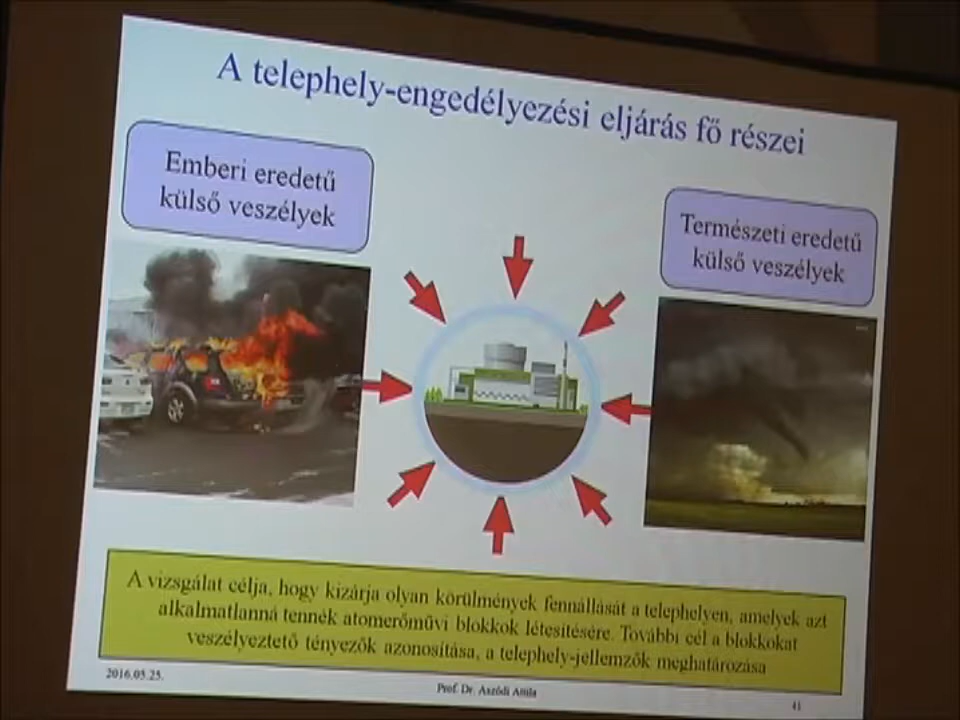 A telephely-engedélyezési eljárás fő részei
Emberi eredetű
külső veszélyek
Természeti eredetű
külső veszélyek
A vizsgálat célja, hogy kizárja olyan körülmények fennállását a telephelyen, amelyek azt
alkalmatlanná tennék atomerőművi blokkok létesítésére. További cél a blokkokat
veszélyeztető tényezők azonosítása, a telephely-jellemzők meghatározása
2016.05.25.
Prof. Dr. Aszódi Attila
41